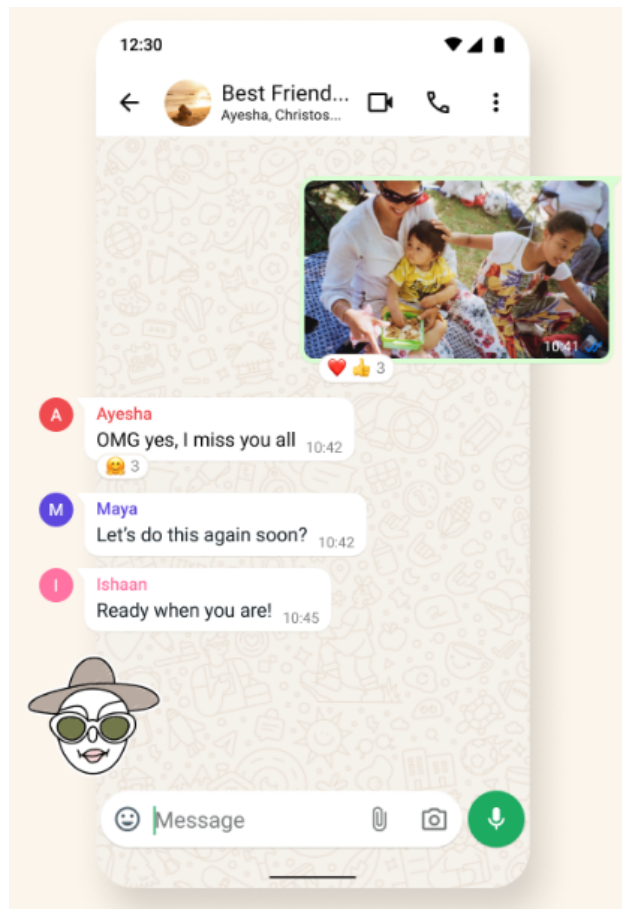 12:30
Best Friend...
Ayesha, Christos...
10:41
3
A
Ayesha
OMG yes, I miss you all 10:42
3
M
Maya
Let's do this again soon? 10:42
I
Ishaan
Ready when you are! 10:45
Message